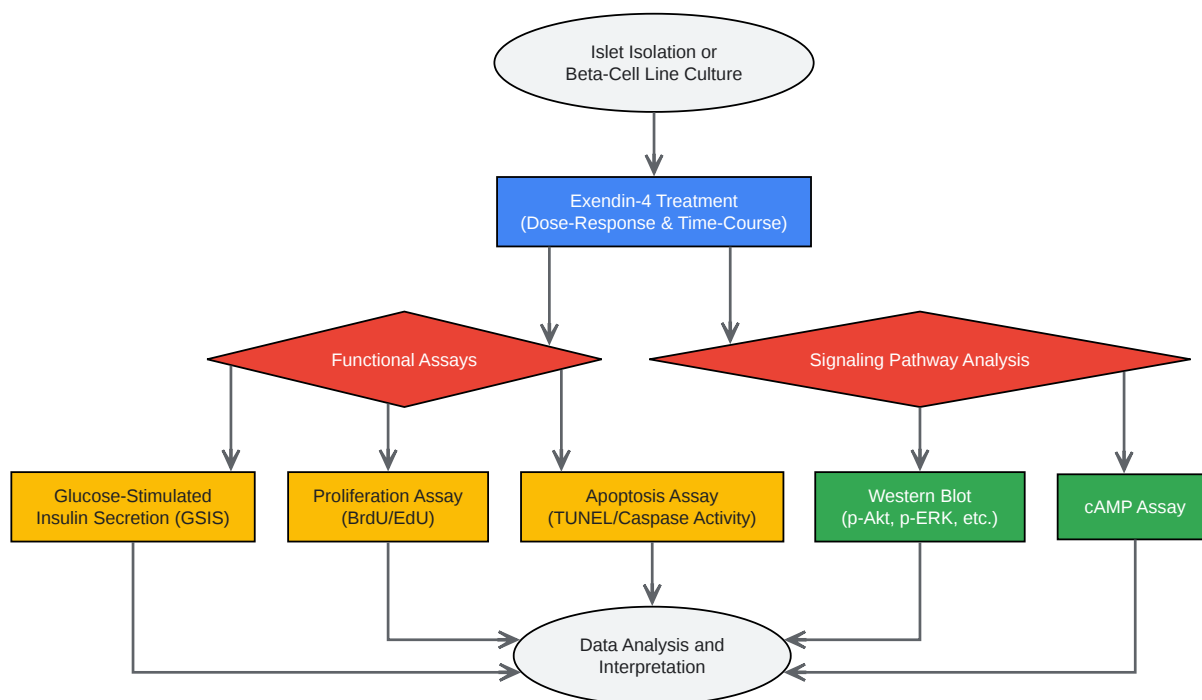 Islet Isolation or
Beta-Cell Line Culture
Exendin-4 Treatment
(Dose-Response & Time-Course)
Functional Assays
Signaling Pathway Analysis
Glucose-Stimulated
Insulin Secretion (GSIS)
Proliferation Assay
(BrdU/EdU)
Apoptosis Assay
(TUNEL/Caspase Activity)
Western Blot
(p-Akt, p-ERK, etc.)
cAMP Assay
Data Analysis and
Interpretation